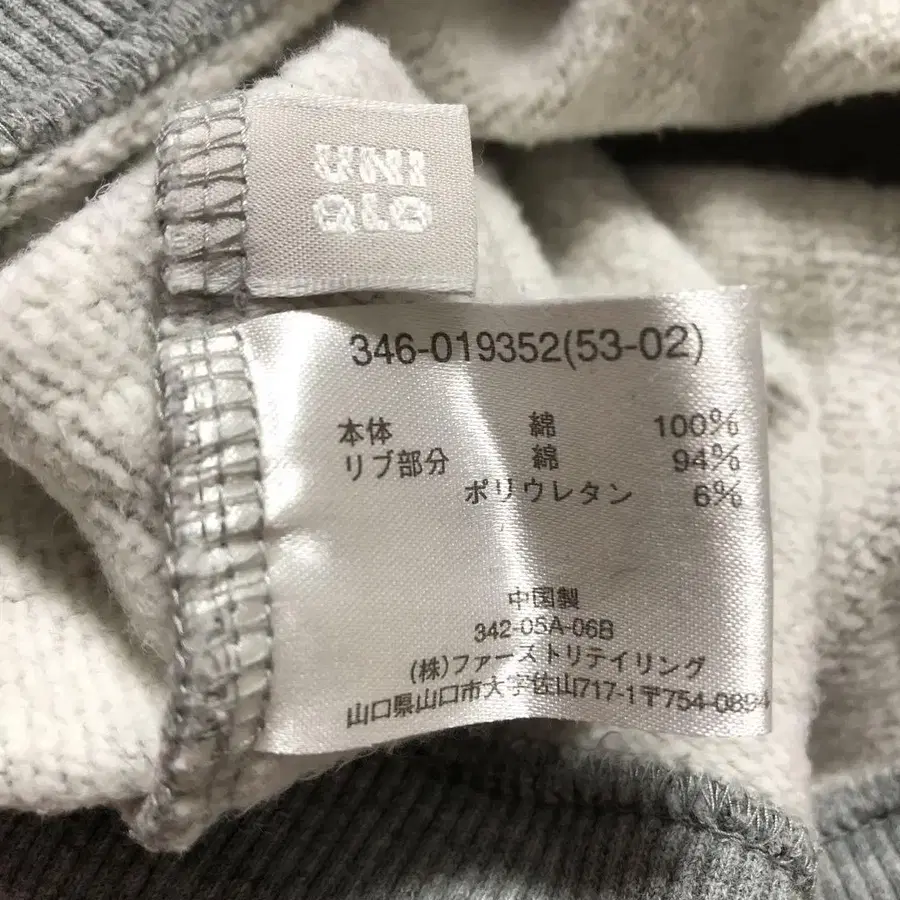 UNI
QLO
346-019352(53-02)
本体 綿 100%
リブ部分 綿 94%
ポリウレタン 6%
中国製
342-05A-06B
(株)ファーストリテイリング
山口県山口市大字佐山717-1〒754-0894